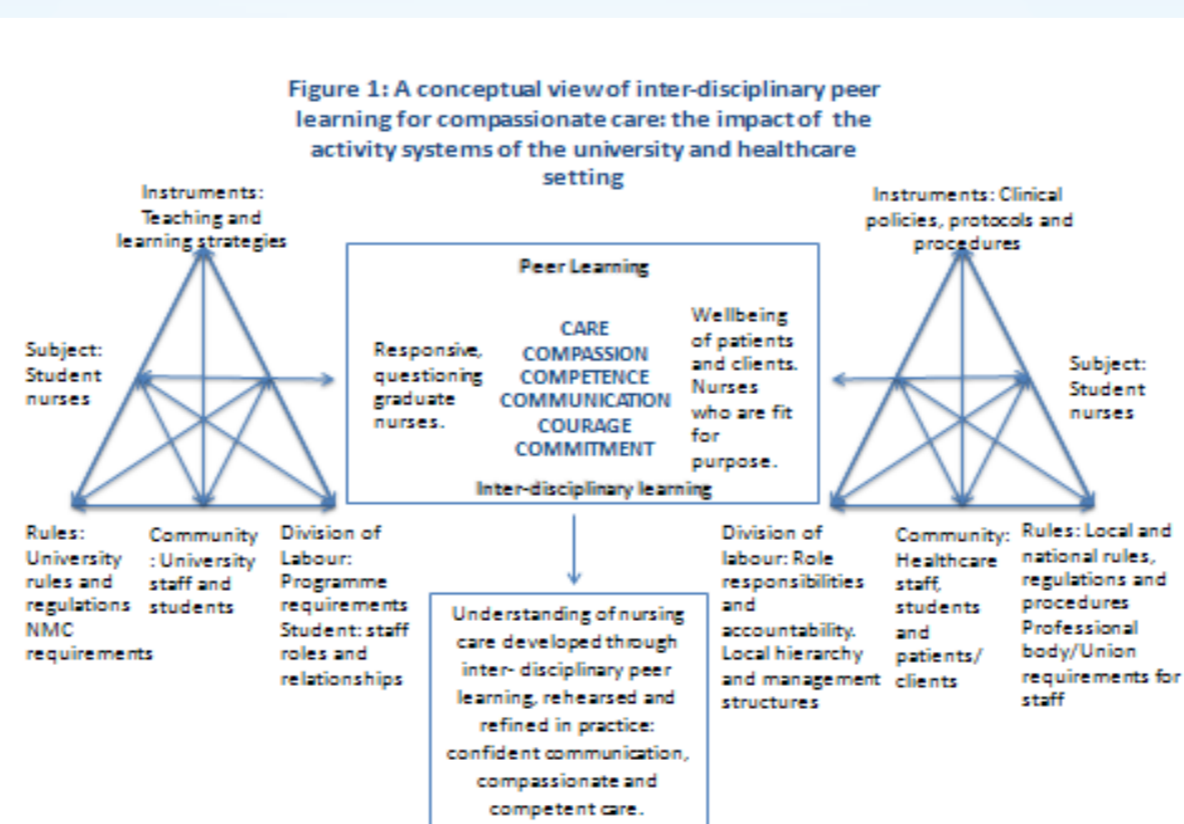 Figure 1: A conceptual view of inter-disciplinary peer
learning for compassionate care: the impact of the
activity systems of the university and healthcare
setting
Instruments:
Teaching and
learning strategies
Instruments: Clinical
policies, protocols and
procedures
Subject:
Student
nurses
Peer Learning
Responsive,
questioning
graduate
nurses.
CARE
COMPASSION
COMPETENCE
COMMUNICATION
COURAGE
COMMITMENT
Wellbeing
of patients
and clients.
Nurses
who are fit
for
purpose.
Inter-disciplinary learning
Subject:
Student
nurses
Rules:
University
rules and
regulations
NMC
requirements
Community
: University
staff and
students
Division of
Labour:
Programme
requirements
Student: staff
roles and
relationships
Understanding of nursing
care developed through
inter- disciplinary peer
learning, rehearsed and
refined in practice:
confident communication,
compassionate and
competent care.
Division of
labour: Role
responsibilities
and
accountability.
Local hierarchy
and management
structures
Community:
Healthcare
staff,
students
and
patients/
clients
Rules: Local and
national rules,
regulations and
procedures
Professional
body/Union
requirements for
staff